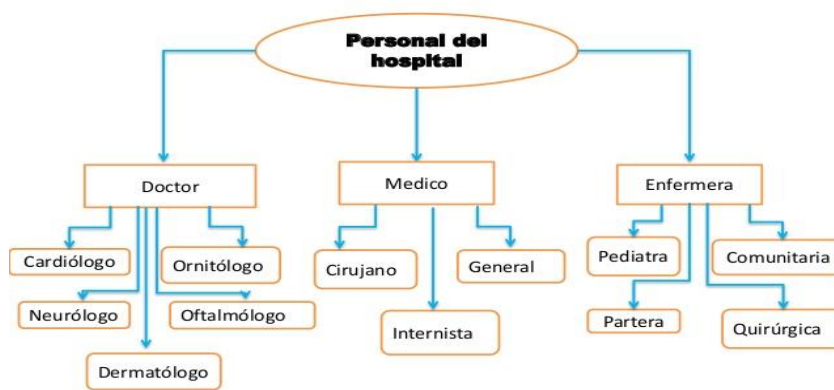 Personal del
hospital
Doctor
Medico
Enfermera
Cardiólogo
Ornitólogo
Cirujano
General
Pediatra
Comunitaria
Neurólogo
Oftalmólogo
Internista
Partera
Quirúrgica
Dermatólogo